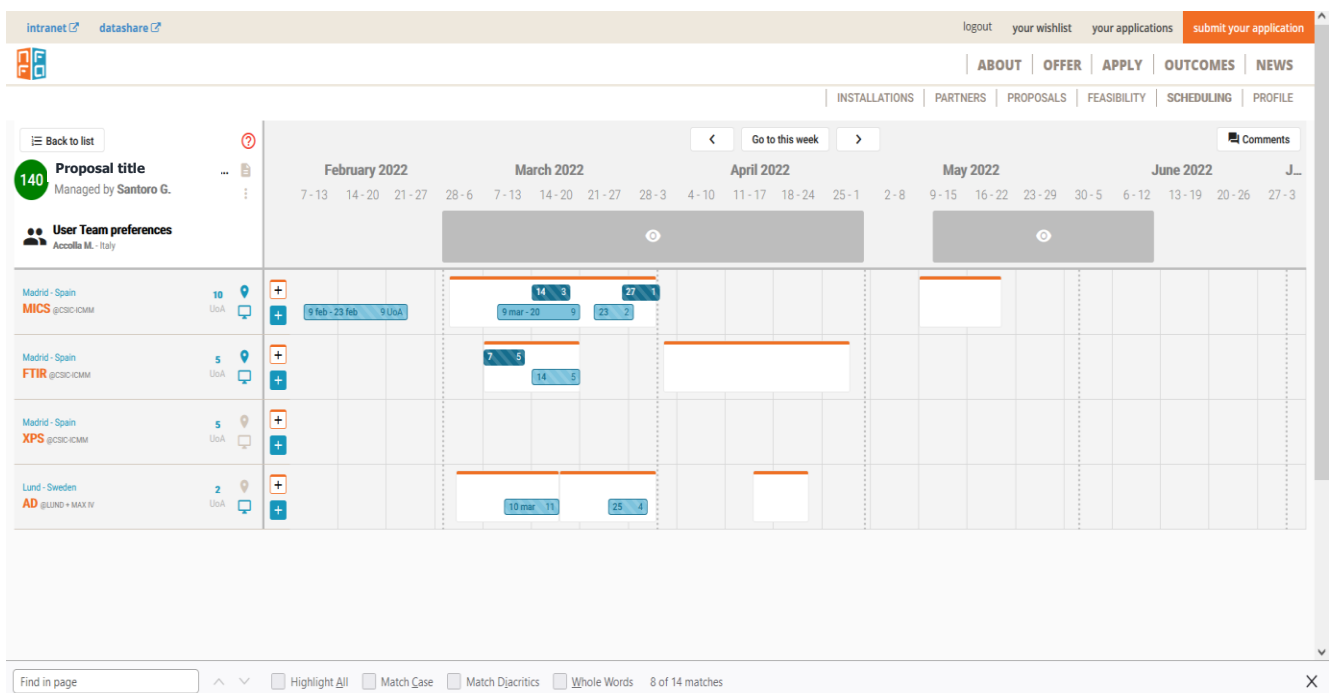 intranet datashare logout your wishlist your applications submit your application
ABOUT OFFER APPLY OUTCOMES NEWS
INSTALLATIONS PARTNERS PROPOSALS FEASIBILITY SCHEDULING PROFILE
Back to list ? Go to this week Comments
140 Proposal title ...
Managed by Santoro G.
February 2022 March 2022 April 2022 May 2022 June 2022 J...
7 - 13 14 - 20 21 - 27 28 - 6 7 - 13 14 - 20 21 - 27 28 - 3 4 - 10 11 - 17 18 - 24 25 - 1 2 - 8 9 - 15 16 - 22 23 - 29 30 - 5 6 - 12 13 - 19 20 - 26 27 - 3
User Team preferences
Accolla M. - Italy
Madrid - Spain 10 + 14 3 27 1
MICS @CSIC-ICMM UoA + 9 feb - 23 feb 9 UoA 9 mar - 20 9 23 2
Madrid - Spain 5 + 7 5
FTIR @CSIC-ICMM UoA + 14 5
Madrid - Spain 5 +
XPS @CSIC-ICMM UoA +
Lund - Sweden 2 +
AD @LUND + MAX IV UoA + 10 mar 11 25 4
Find in page Highlight All Match Case Match Diacritics Whole Words 8 of 14 matches